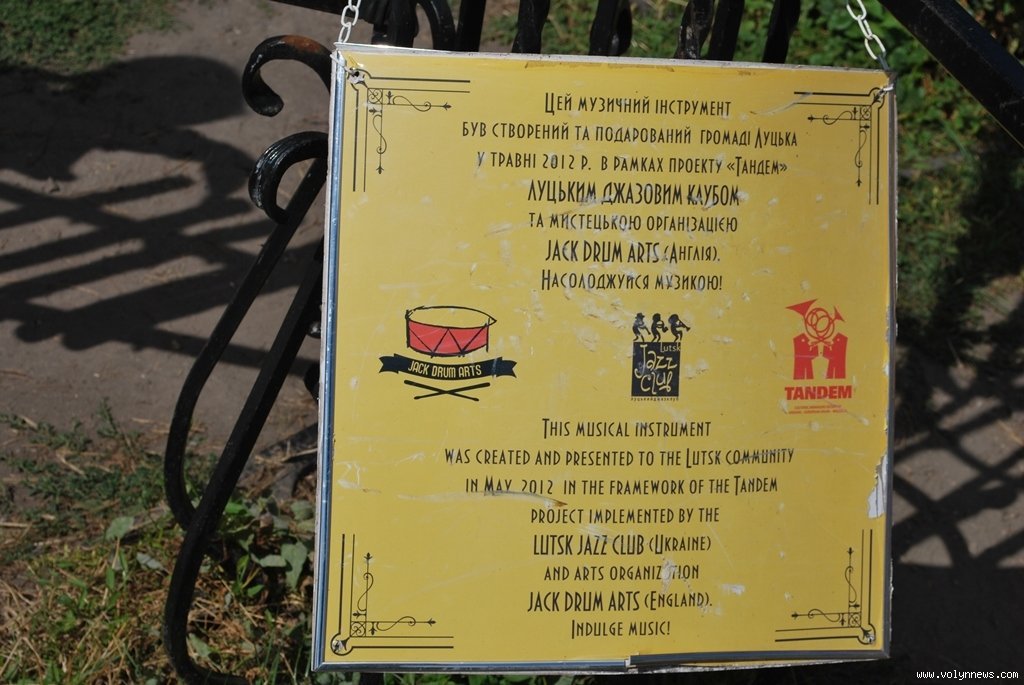 Цей музичний інструмент
був створений та подарований громаді Луцька
у травні 2012 р. в рамках проекту «Тандем»
ЛУЦЬКИМ ДЖАЗОВИМ КЛУБОМ
та мистецькою організацією
JACK DRUM ARTS (Англія).
Насолоджуйся музикою!
JACK DRUM ARTS
Lutsk
Jazz
Club
луцькийджазклуб
TANDEM
This musical instrument
was created and presented to the Lutsk community
in May 2012 in the framework of the Tandem
project implemented by the
LUTSK JAZZ CLUB (Ukraine)
and arts organiztion
JACK DRUM ARTS (England).
Indulge music!
www.volynnews.com